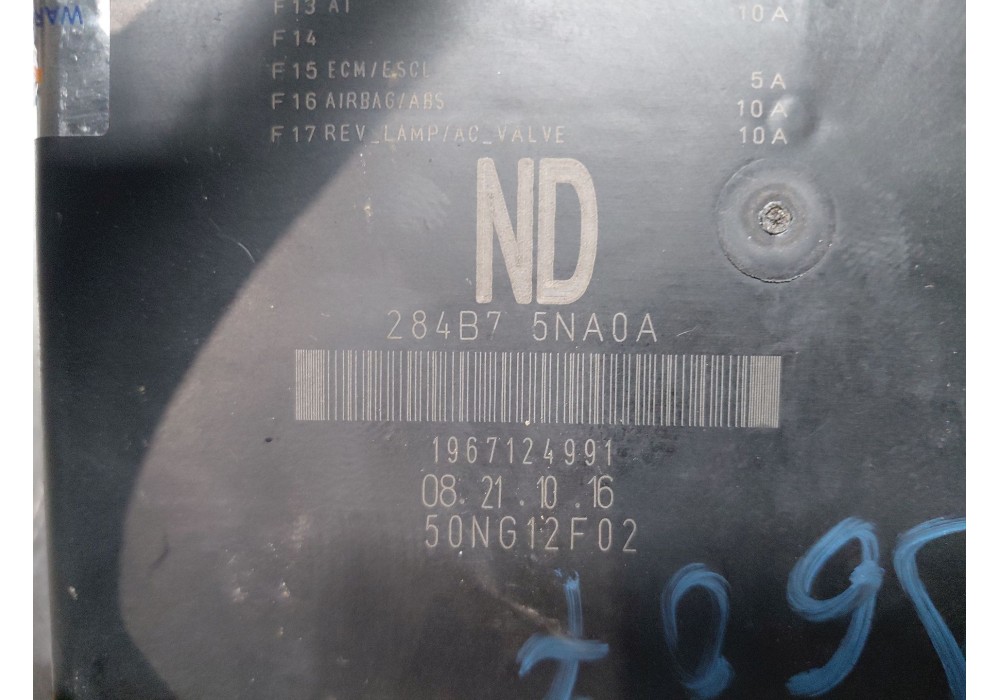 F13 AT 10A
F14
F15 ECM/ESCL 5A
F16 AIRBAG/ABS 10A
F17 REV_LAMP/AC_VALVE 10A
ND
284B7 5NA0A
1967124991
08.21.10.16
50NG12F02